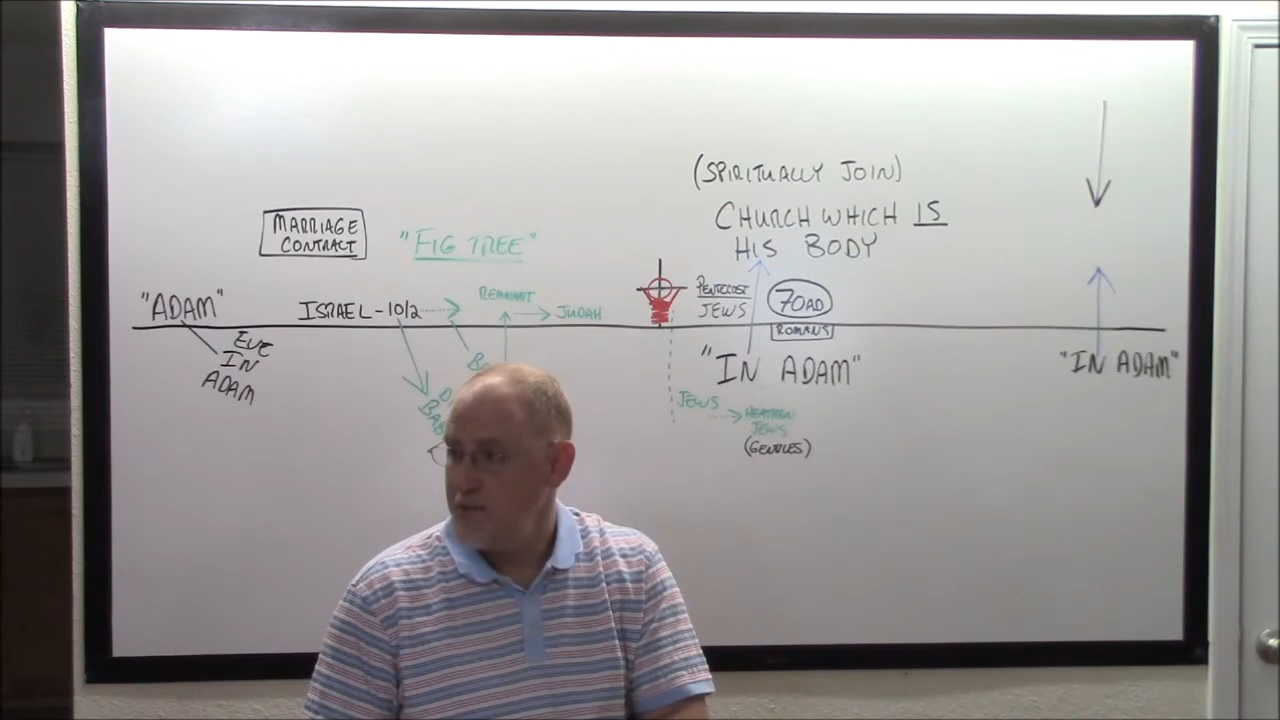 (SPIRITUALLY JOIN)
CHURCH WHICH IS
HIS BODY
MARRIAGE
CONTRACT
"FIG TREE"
"ADAM"
EVE
IN
ADAM
ISRAEL - 10/2
REMNANT
JUDAH
PENTECOST
JEWS
70AD
ROMANS
"IN ADAM"
JEWS
HEATHEN
JEWS
(GENTILES)
"IN ADAM"